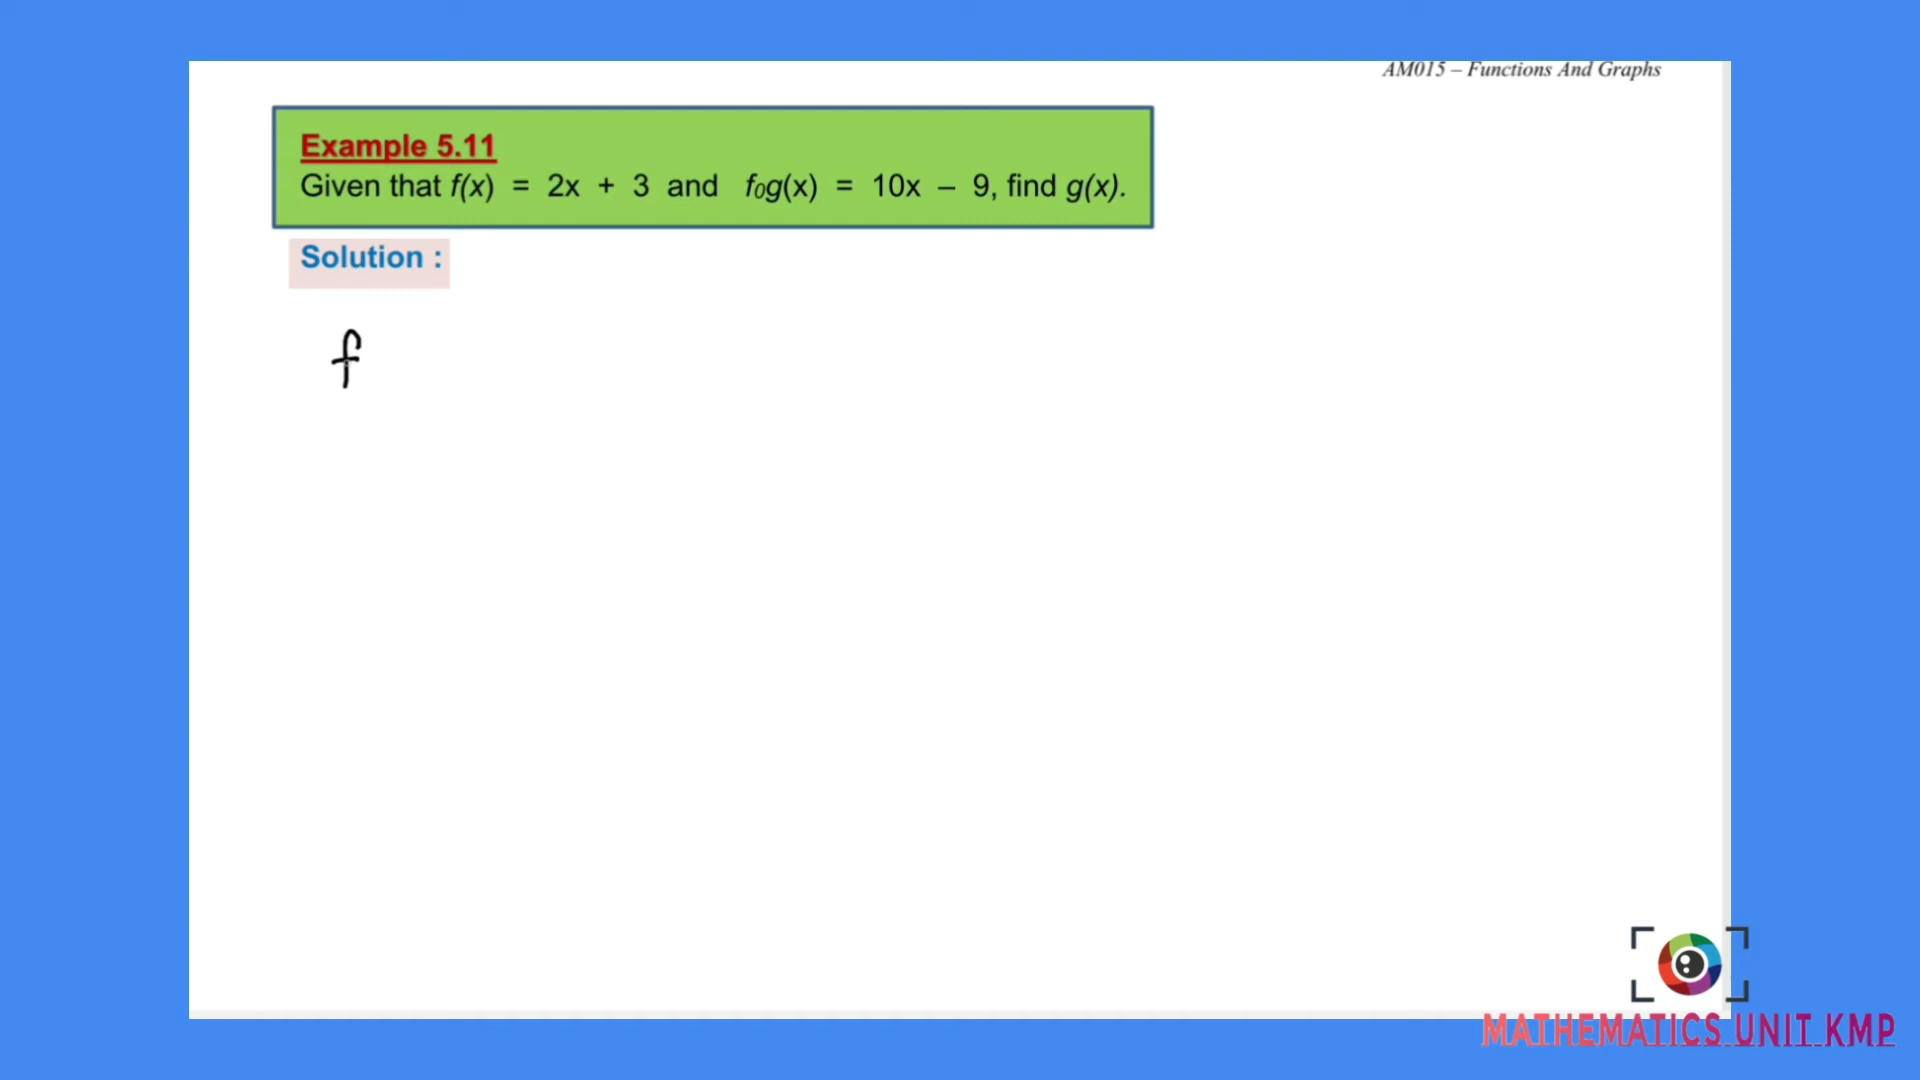 AM015 – Functions And Graphs
Example 5.11
Given that f(x) = 2x + 3 and f₀g(x) = 10x – 9, find g(x).
Solution :
f
MATHEMATICS.UNIT.KMP